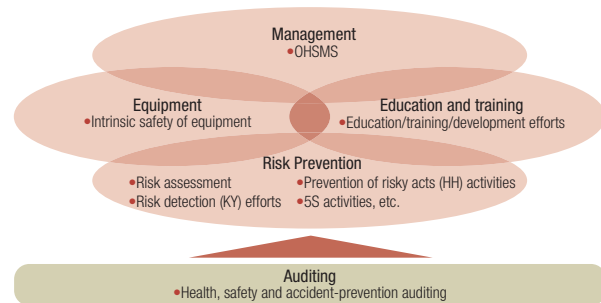 Management
•OHSMS
Equipment
•Intrinsic safety of equipment
Education and training
•Education/training/development efforts
Risk Prevention
•Risk assessment
•Prevention of risky acts (HH) activities
•Risk detection (KY) efforts
•5S activities, etc.
Auditing
•Health, safety and accident-prevention auditing